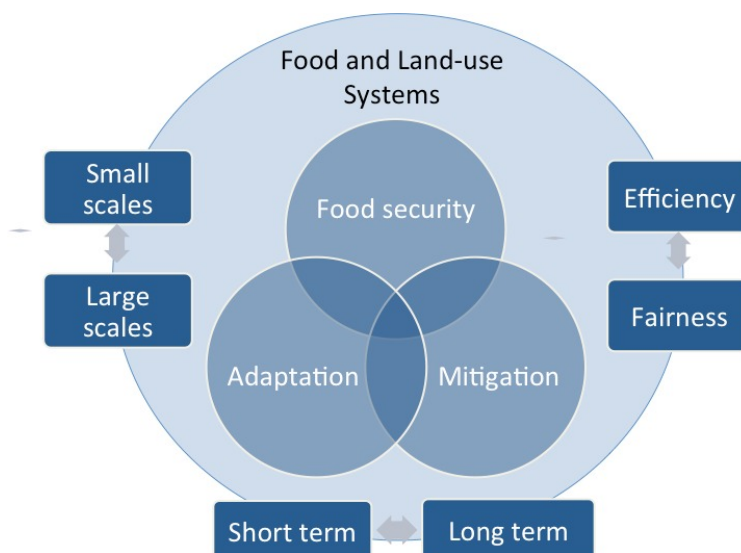 Food and Land-use
Systems
Small
scales
Food security
Efficiency
Large
scales
Fairness
Adaptation
Mitigation
Short term
Long term